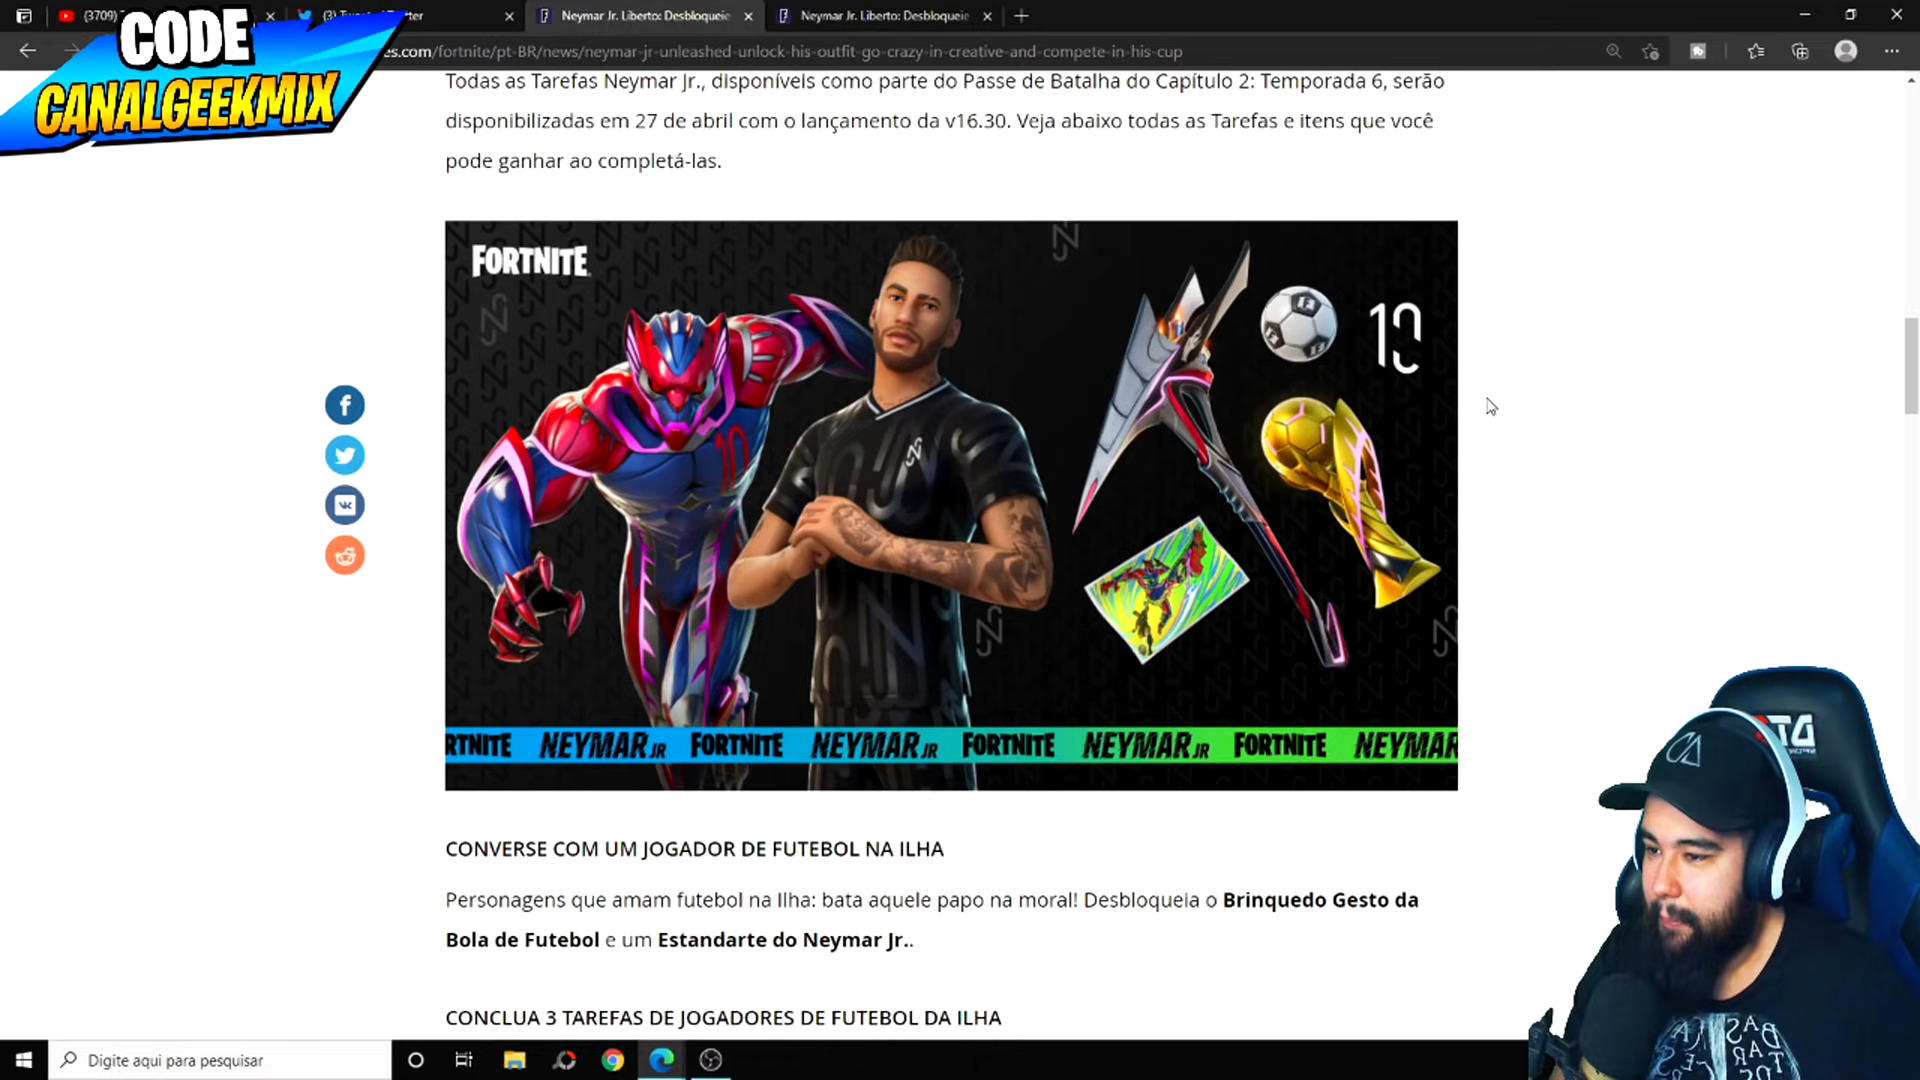 CODE
CANALGEEKMIX
(3709)
Neymar Jr. Liberto: Desbloqueie
Neymar Jr. Liberto: Desbloqueie
es.com/fortnite/pt-BR/news/neymar-jr-unleashed-unlock-his-outfit-go-crazy-in-creative-and-compete-in-his-cup
Todas as Tarefas Neymar Jr., disponíveis como parte do Passe de Batalha do Capítulo 2: Temporada 6, serão
disponibilizadas em 27 de abril com o lançamento da v16.30. Veja abaixo todas as Tarefas e itens que você
pode ganhar ao completá-las.
FORTNITE
10
10
RTNITE NEYMAR JR FORTNITE NEYMAR JR FORTNITE NEYMAR JR FORTNITE NEYMAR
CONVERSE COM UM JOGADOR DE FUTEBOL NA ILHA
Personagens que amam futebol na Ilha: bata aquele papo na moral! Desbloqueia o Brinquedo Gesto da
Bola de Futebol e um Estandarte do Neymar Jr..
CONCLUA 3 TAREFAS DE JOGADORES DE FUTEBOL DA ILHA
Digite aqui para pesquisar